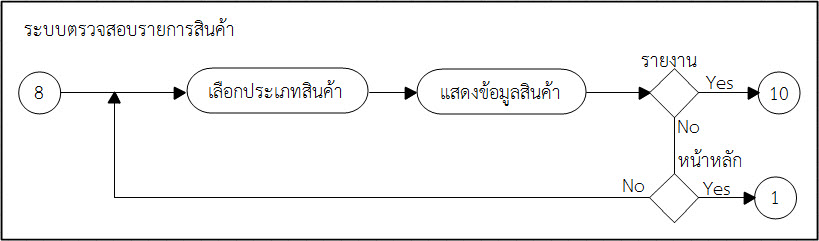 ระบบตรวจสอบรายการสินค้า
รายงาน
8
เลือกประเภทสินค้า
แสดงข้อมูลสินค้า
Yes
10
No
หน้าหลัก
No
Yes
1